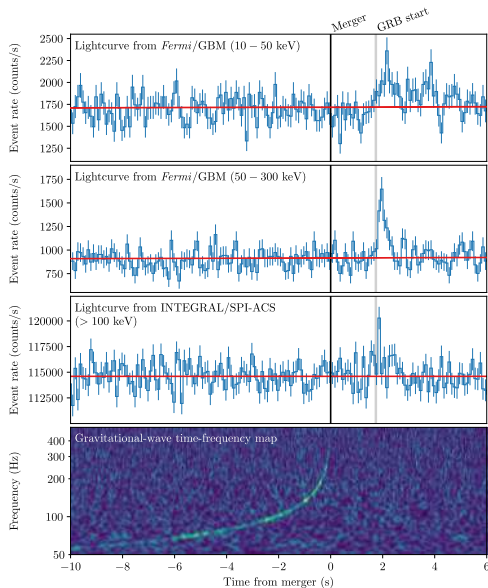 Merger
GRB start
Lightcurve from Fermi/GBM (10 − 50 keV)
Event rate (counts/s)
2500
2250
2000
1750
1500
1250
Lightcurve from Fermi/GBM (50 − 300 keV)
Event rate (counts/s)
1750
1500
1250
1000
750
Lightcurve from INTEGRAL/SPI-ACS
(> 100 keV)
Event rate (counts/s)
120000
117500
115000
112500
Gravitational-wave time-frequency map
Frequency (Hz)
400
300
100
50
−10 −8 −6 −4 −2 0 2 4 6
Time from merger (s)